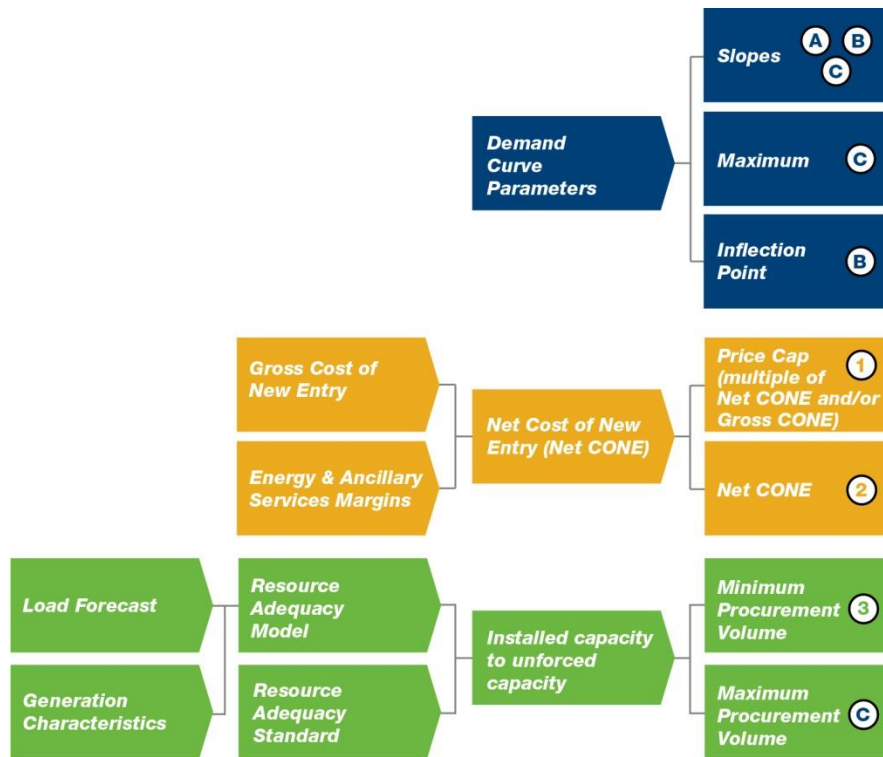 Slopes
A B
C
Demand
Curve
Parameters
Maximum
C
Inflection
Point
B
Gross Cost of
New Entry
Energy & Ancillary
Services Margins
Net Cost of New
Entry (Net CONE)
Price Cap
(multiple of
Net CONE and/or
Gross CONE)
1
Net CONE
2
Load Forecast
Generation
Characteristics
Resource
Adequacy
Model
Resource
Adequacy
Standard
Installed capacity
to unforced
capacity
Minimum
Procurement
Volume
3
Maximum
Procurement
Volume
C